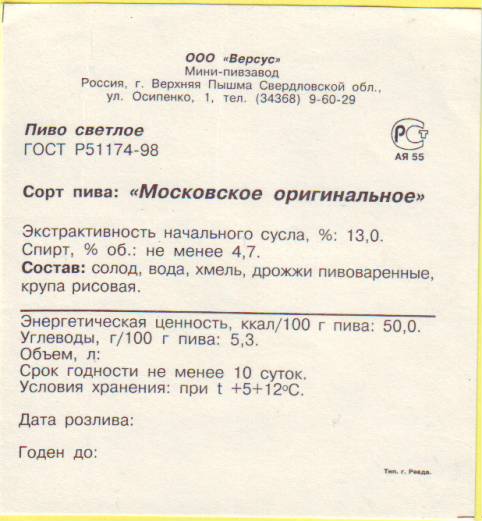 ООО «Версус»
Мини-пивзавод
Россия, г. Верхняя Пышма Свердловской обл.,
ул. Осипенко, 1, тел. (34368) 9-60-29
Пиво светлое
ГОСТ Р51174-98
РСТ
АЯ 55
Сорт пива: «Московское оригинальное»
Экстрактивность начального сусла, %: 13,0.
Спирт, % об.: не менее 4,7.
Состав: солод, вода, хмель, дрожжи пивоваренные,
крупа рисовая.
Энергетическая ценность, ккал/100 г пива: 50,0.
Углеводы, г/100 г пива: 5,3.
Объем, л:
Срок годности не менее 10 суток.
Условия хранения: при t +5+12°С.
Дата розлива:
Годен до:
Тип. г. Ревда.